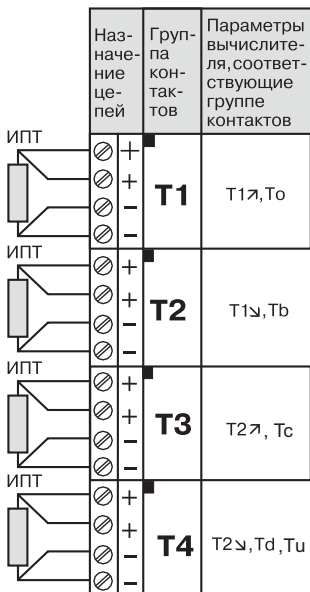 Наз-
наче-
ние
це-
пей
Груп-
па
кон-
так-
тов
Параметры
вычислите-
ля,соответ-
ствующие
группе
контактов
ИПТ
+
+
−
−
T1
T1↗,To
ИПТ
+
+
−
−
T2
T1↘,Tb
ИПТ
+
+
−
−
T3
T2↗, Tc
ИПТ
+
+
−
−
T4
T2↘,Td,Tu